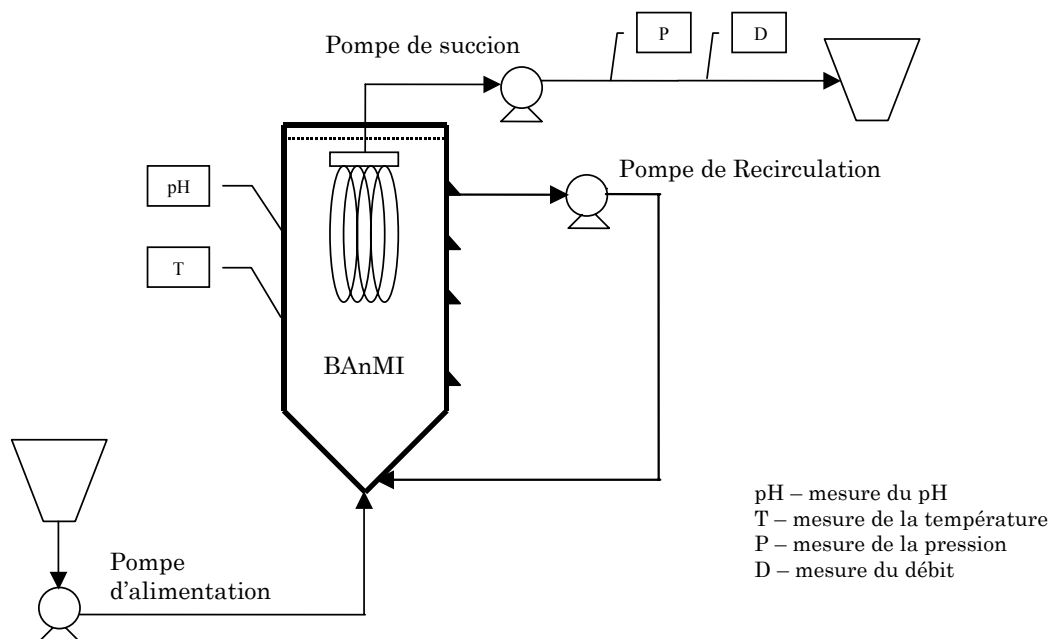 Pompe de succion
P
D
pH
T
Pompe de Recirculation
BAnMI
Pompe
d'alimentation
pH – mesure du pH
T – mesure de la température
P – mesure de la pression
D – mesure du débit